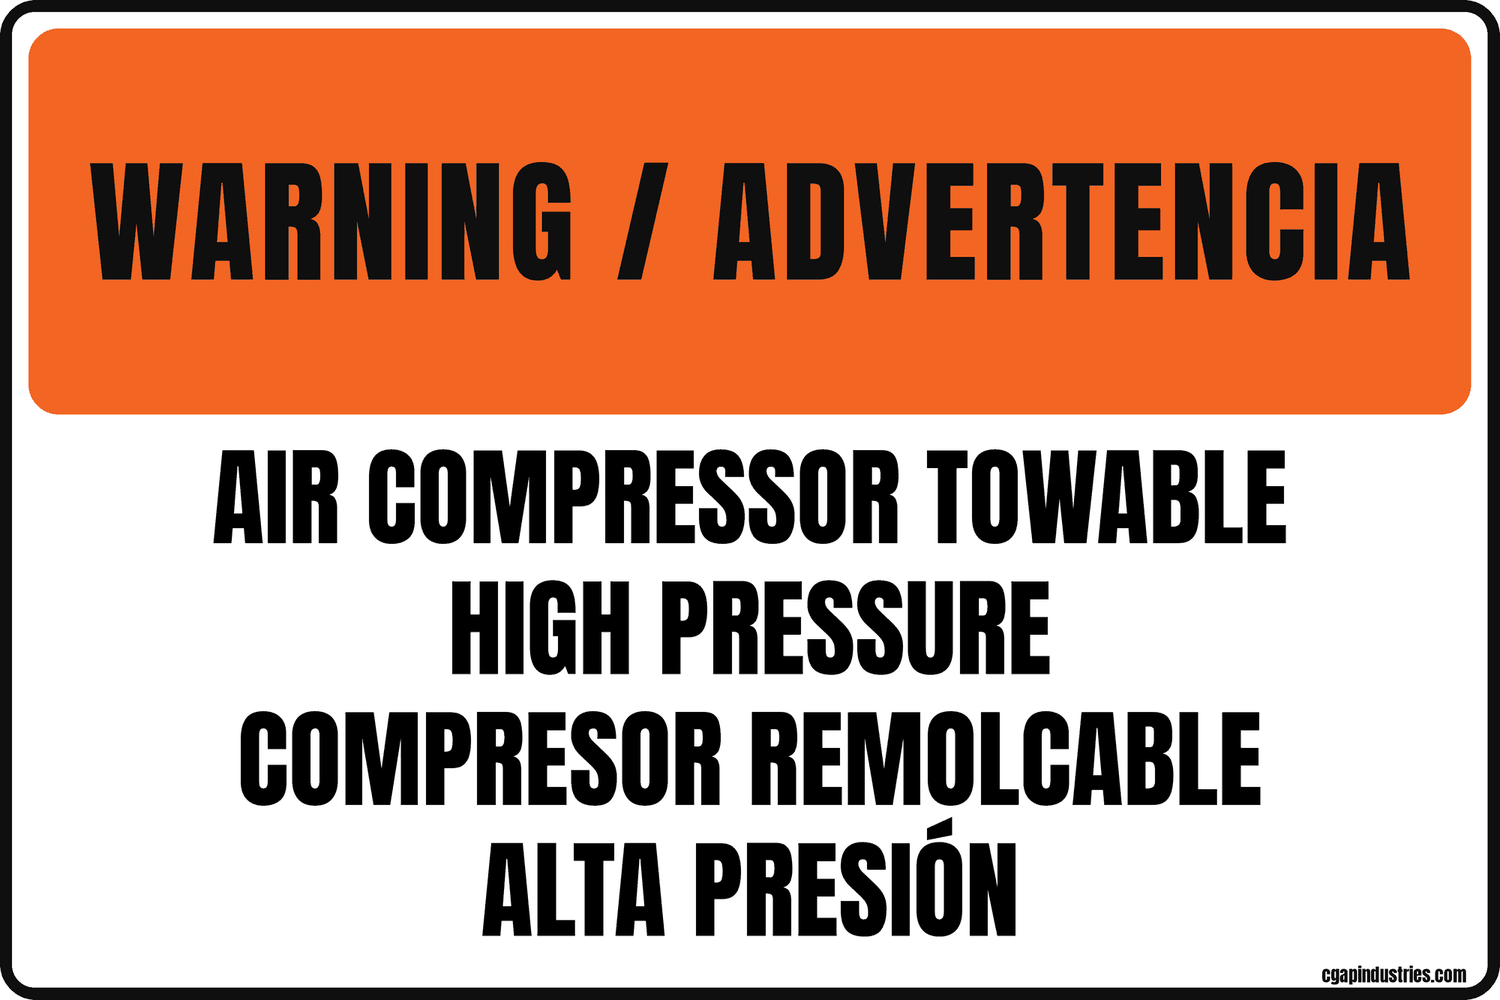 WARNING / ADVERTENCIA
AIR COMPRESSOR TOWABLE
HIGH PRESSURE
COMPRESOR REMOLCABLE
ALTA PRESIÓN
cgapindustries.com